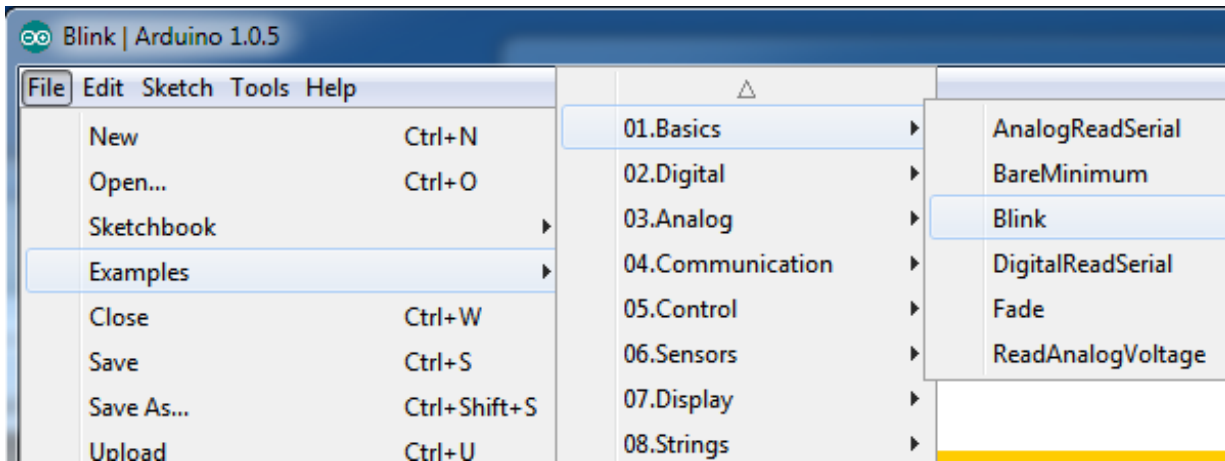 Blink | Arduino 1.0.5
File Edit Sketch Tools Help
New Ctrl+N
Open... Ctrl+O
Sketchbook
Examples
Close Ctrl+W
Save Ctrl+S
Save As... Ctrl+Shift+S
Upload Ctrl+U
01.Basics
02.Digital
03.Analog
04.Communication
05.Control
06.Sensors
07.Display
08.Strings
AnalogReadSerial
BareMinimum
Blink
DigitalReadSerial
Fade
ReadAnalogVoltage